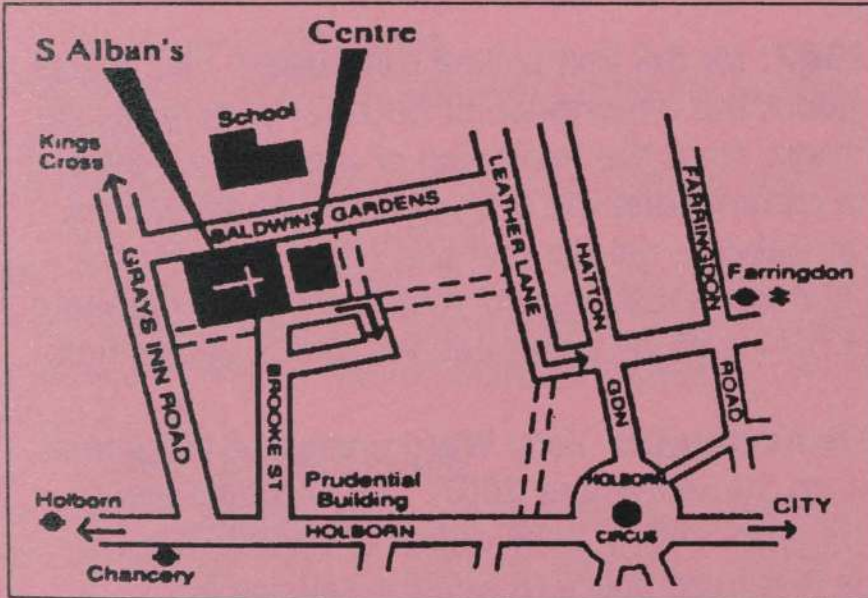 S Alban's
Centre
School
Kings
Cross
BALDWINS GARDENS
LEATHER LANE
HATTON
GDN
FARRINGDON
ROAD
Farringdon
GRAYS INN ROAD
BROOKE ST
Prudential
Building
HOLBORN
CIRCUS
Holborn
HOLBORN
CITY
Chancery